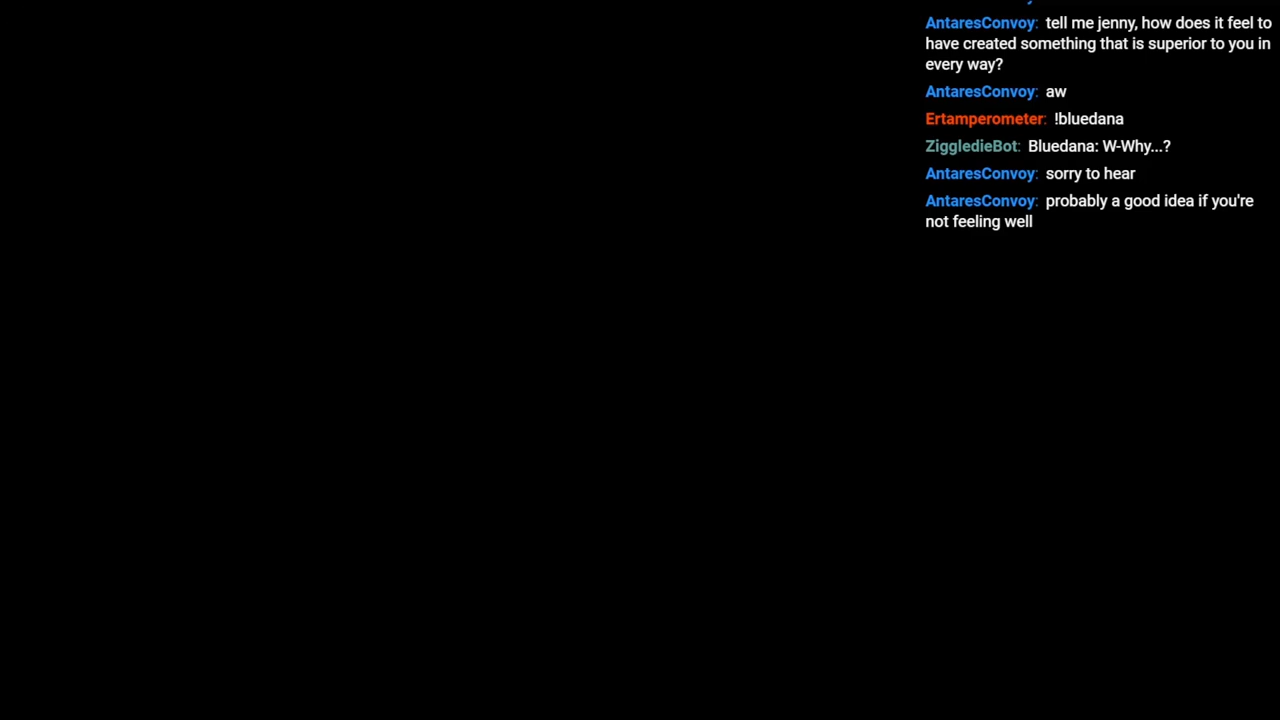 AntaresConvoy: tell me jenny, how does it feel to
have created something that is superior to you in
every way?
AntaresConvoy: aw
Ertamperometer: !bluedana
ZiggledieBot: Bluedana: W-Why...?
AntaresConvoy: sorry to hear
AntaresConvoy: probably a good idea if you're
not feeling well